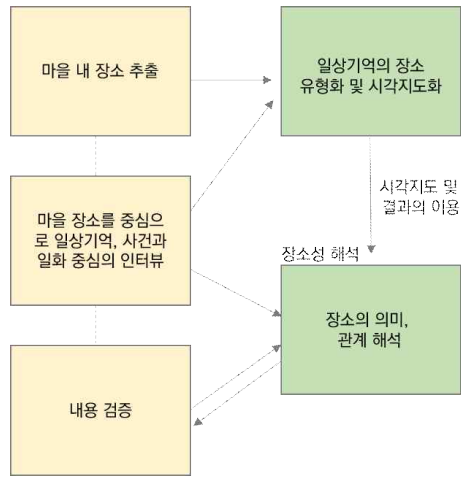 마을 내 장소 추출
일상기억의 장소
유형화 및 시각지도화
시각지도 및
결과의 이용
마을 장소를 중심으
로 일상기억, 사건과
일화 중심의 인터뷰
장소성 해석
장소의 의미,
관계 해석
내용 검증